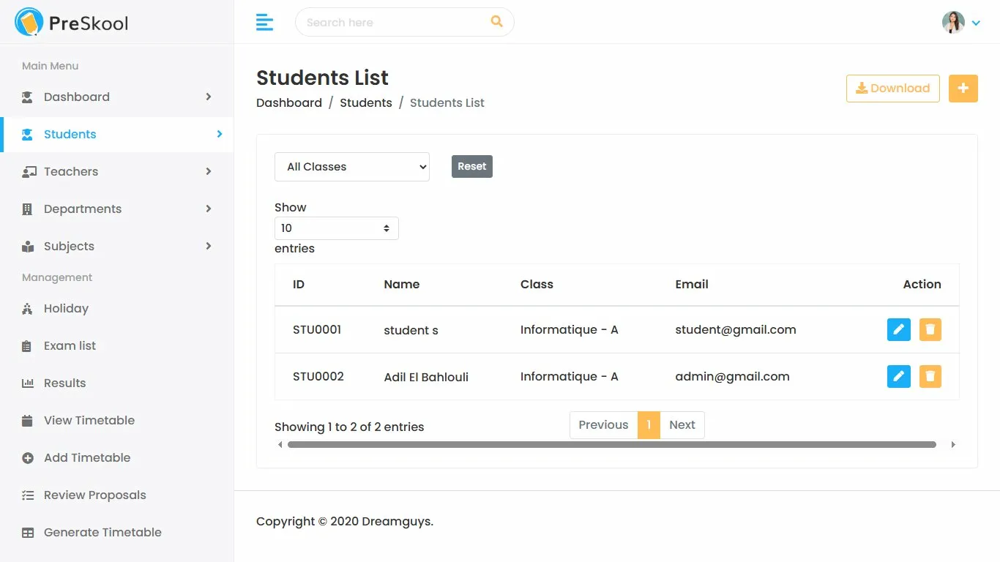 PreSkool
Search here
Main Menu
Dashboard
Students
Teachers
Departments
Subjects
Management
Holiday
Exam list
Results
View Timetable
Add Timetable
Review Proposals
Generate Timetable
Students List
Dashboard / Students / Students List
Download
All Classes
Reset
Show
10
entries
ID Name Class Email Action
STU0001 student s Informatique - A student@gmail.com
STU0002 Adil El Bahlouli Informatique - A admin@gmail.com
Showing 1 to 2 of 2 entries
Previous 1 Next
Copyright © 2020 Dreamguys.